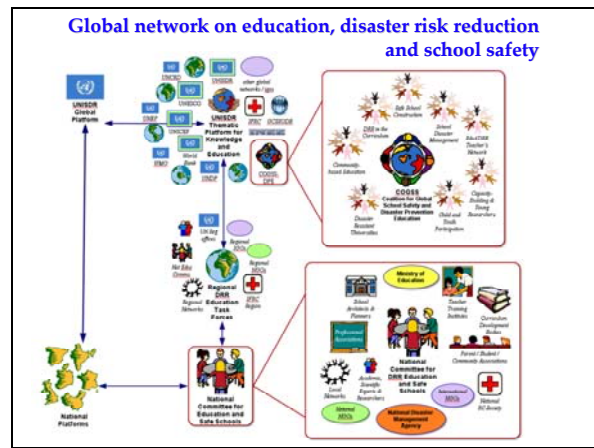 Global network on education, disaster risk reduction
and school safety
UNISDR
Global
Platform
UNCRD
UNISDR
other global
networks / igos
UNESCO
UNEP
UNICEF
World
Bank
WMO
UNDP
UNISDR
Thematic
Platform for
Knowledge
and
Education
IFRC
COGSS
DPE
Safe School
Construction
DRR in the
Curriculum
School
Disaster
Management
Teacher's
Network
Community-
based Education
COGSS
Coalition for Global
School Safety and
Disaster Prevention
Education
Capacity-
Building &
Young
Researchers
Disaster
Resistant
Universities
Child and
Youth
Participation
UN Reg
offices
Regional
NGOs
Regional
NGOs
Regional
Networks
Regional
DRR
Education
Task
Force
IFRC
Region
National
Committee for
Education and
Safe Schools
National
Platforms
Ministry of
Education
School
Architects &
Planners
Teacher
Training
Institutes
Curriculum
Development
Bodies
Professional
Associations
National
Committee for
DRR Education
and Safe
Schools
Parent / Student /
Community Associations
Local
Networks
Academic,
Scientific
Experts &
Researchers
International
NGOs
National
NGOs
National Disaster
Management
Agency
National
RC Society